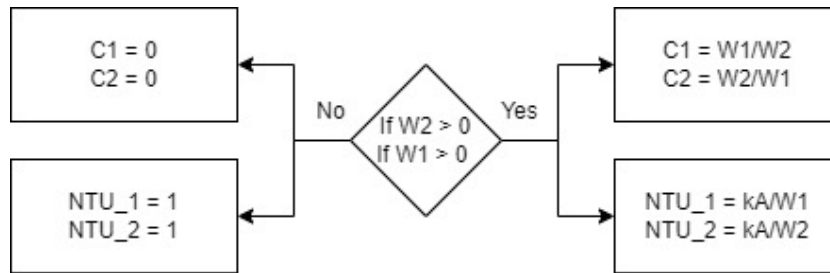 C1 = 0
C2 = 0
NTU_1 = 1
NTU_2 = 1
No
If W2 > 0
If W1 > 0
Yes
C1 = W1/W2
C2 = W2/W1
NTU_1 = kA/W1
NTU_2 = kA/W2